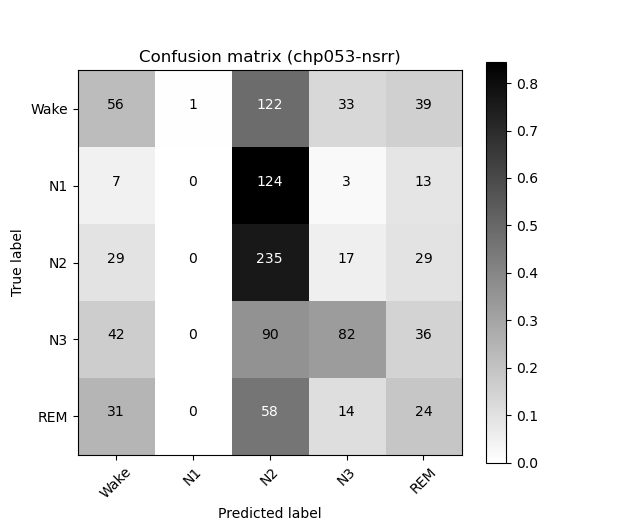 Confusion matrix (chp053-nsrr)
Wake 56 1 122 33 39
N1 7 0 124 3 13
N2 29 0 235 17 29
N3 42 0 90 82 36
REM 31 0 58 14 24
Wake N1 N2 N3 REM
Predicted label
True label
0.8
0.7
0.6
0.5
0.4
0.3
0.2
0.1
0.0